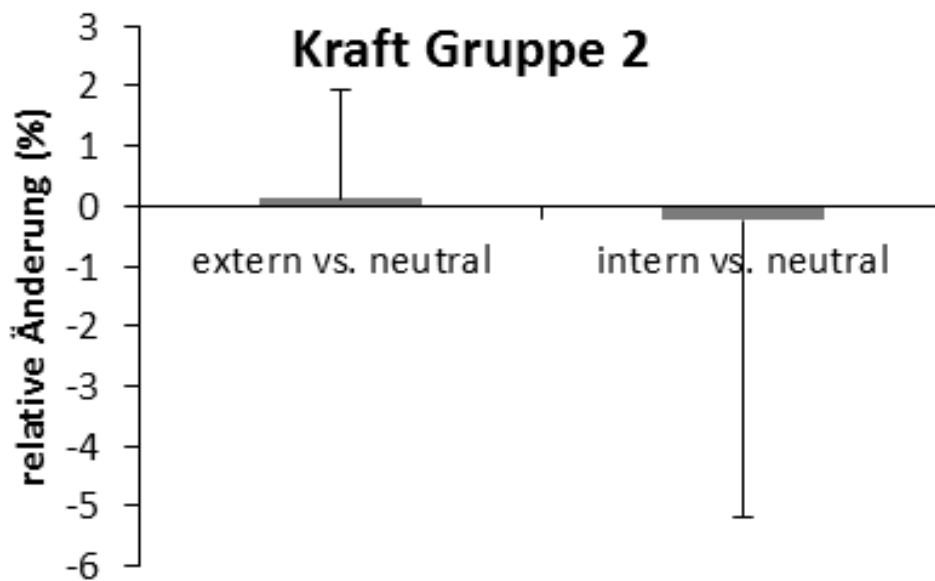 Kraft Gruppe 2
relative Änderung (%)
3
2
1
0
-1
-2
-3
-4
-5
-6
extern vs. neutral
intern vs. neutral